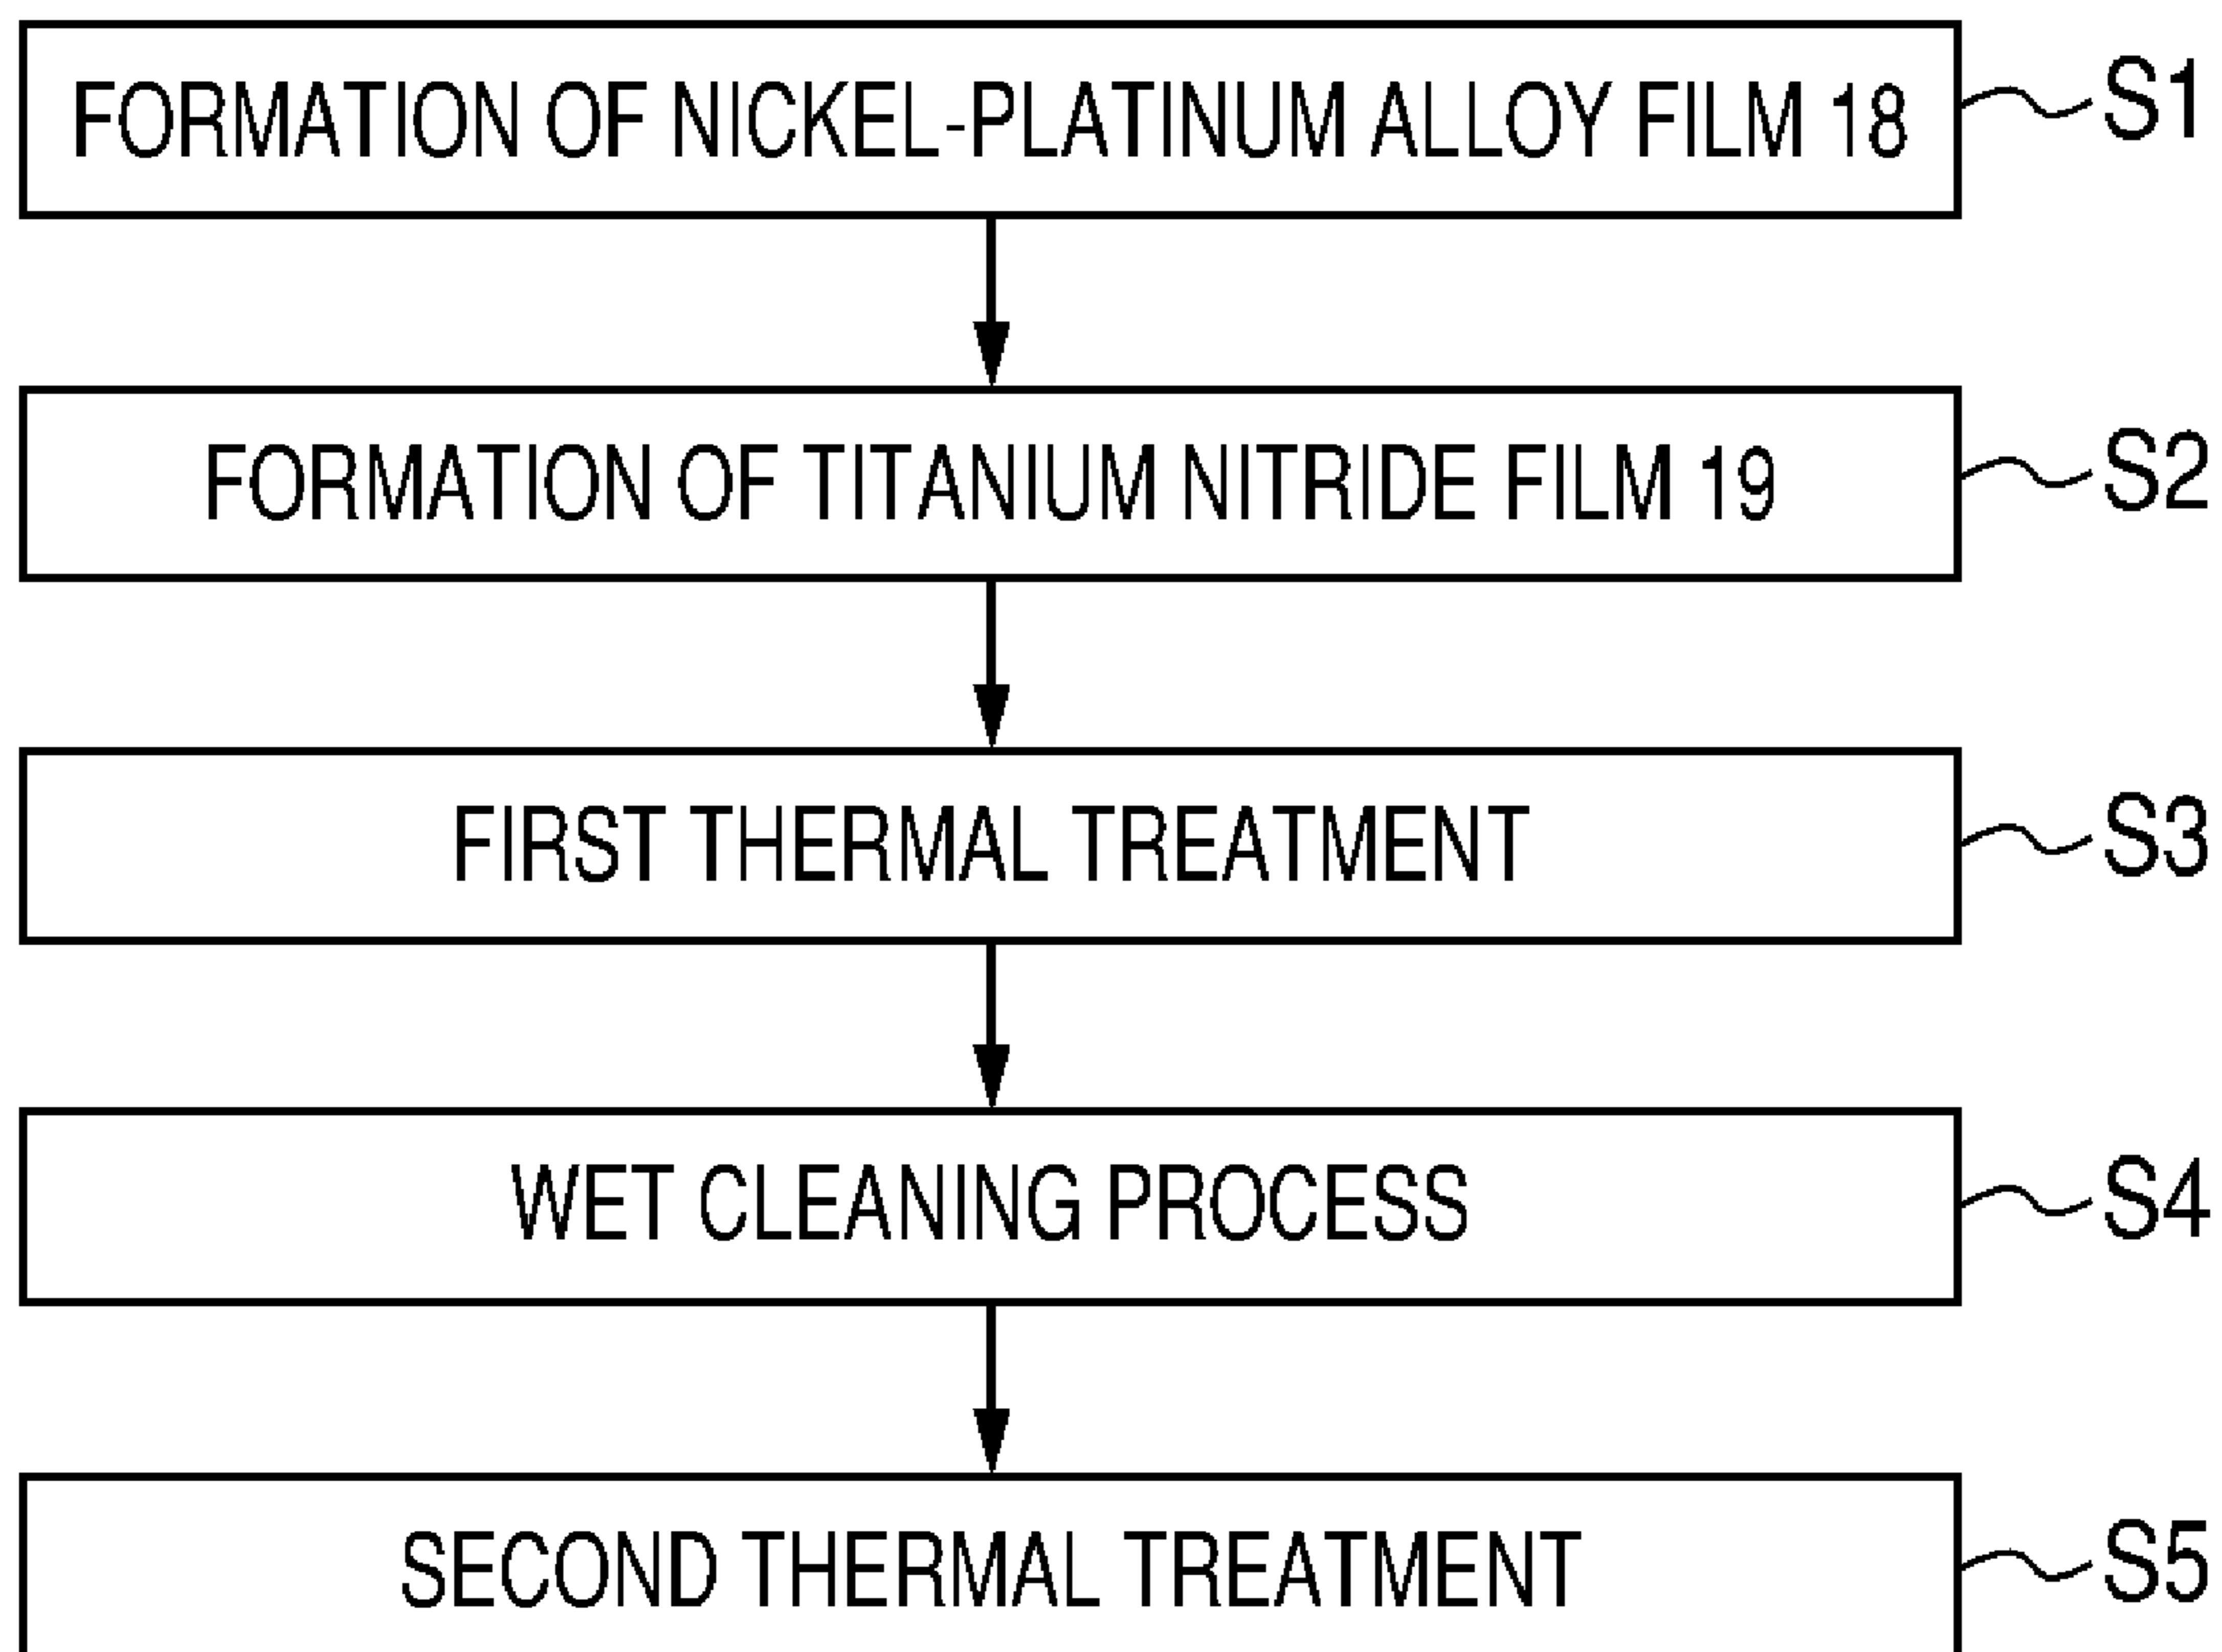 FORMATION OF NICKEL-PLATINUM ALLOY FILM 18 S1
FORMATION OF TITANIUM NITRIDE FILM 19 S2
FIRST THERMAL TREATMENT S3
WET CLEANING PROCESS S4
SECOND THERMAL TREATMENT S5